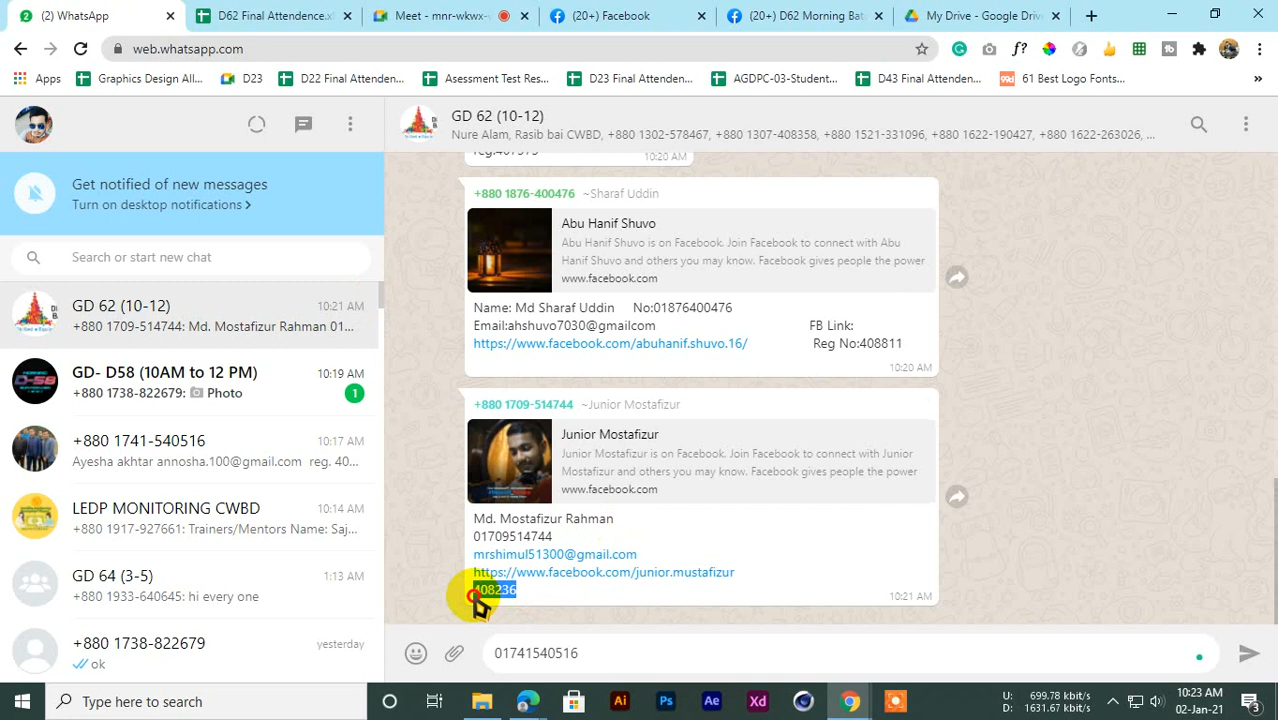 (2) WhatsApp
D62 Final Attendence.xl
Meet - mnr-wkwx-
(20+) Facebook
(20+) D62 Morning Bat
My Drive - Google Driv
web.whatsapp.com
Apps
Graphics Design All...
D23
D22 Final Attenden...
Asessment Test Res...
D23 Final Attenden...
AGDPC-03-Student...
D43 Final Attenden...
61 Best Logo Fonts...
GD 62 (10-12)
Nure Alam, Rasib bai CWBD, +880 1302-578467, +880 1307-408358, +880 1521-331096, +880 1622-190427, +880 1622-263026, ...
Get notified of new messages
Turn on desktop notifications
Search or start new chat
GD 62 (10-12)
10:21 AM
+880 1709-514744: Md. Mostafizur Rahman 01...
GD- D58 (10AM to 12 PM)
10:19 AM
+880 1738-822679: Photo
1
+880 1741-540516
10:17 AM
Ayesha akhtar annosha.100@gmail.com reg. 40...
LEDP MONITORING CWBD
10:14 AM
+880 1917-927661: Trainers/Mentors Name: Saj...
GD 64 (3-5)
1:13 AM
+880 1933-640645: hi every one
+880 1738-822679
yesterday
ok
10:20 AM
+880 1876-400476 ~Sharaf Uddin
Abu Hanif Shuvo
Abu Hanif Shuvo is on Facebook. Join Facebook to connect with Abu
Hanif Shuvo and others you may know. Facebook gives people the power
www.facebook.com
Name: Md Sharaf Uddin No:01876400476
Email:ahshuvo7030@gmailcom FB Link:
https://www.facebook.com/abuhanif.shuvo.16/ Reg No:408811
10:20 AM
+880 1709-514744 ~Junior Mostafizur
Junior Mostafizur
Junior Mostafizur is on Facebook. Join Facebook to connect with Junior
Mostafizur and others you may know. Facebook gives people the power
www.facebook.com
Md. Mostafizur Rahman
01709514744
mrshimul51300@gmail.com
https://www.facebook.com/junior.mustafizur
408236
10:21 AM
01741540516
Type here to search
Ai
Ps
Ae
Xd
U: 699.78 kbit/s
D: 1631.67 kbit/s
10:23 AM
02-Jan-21
3